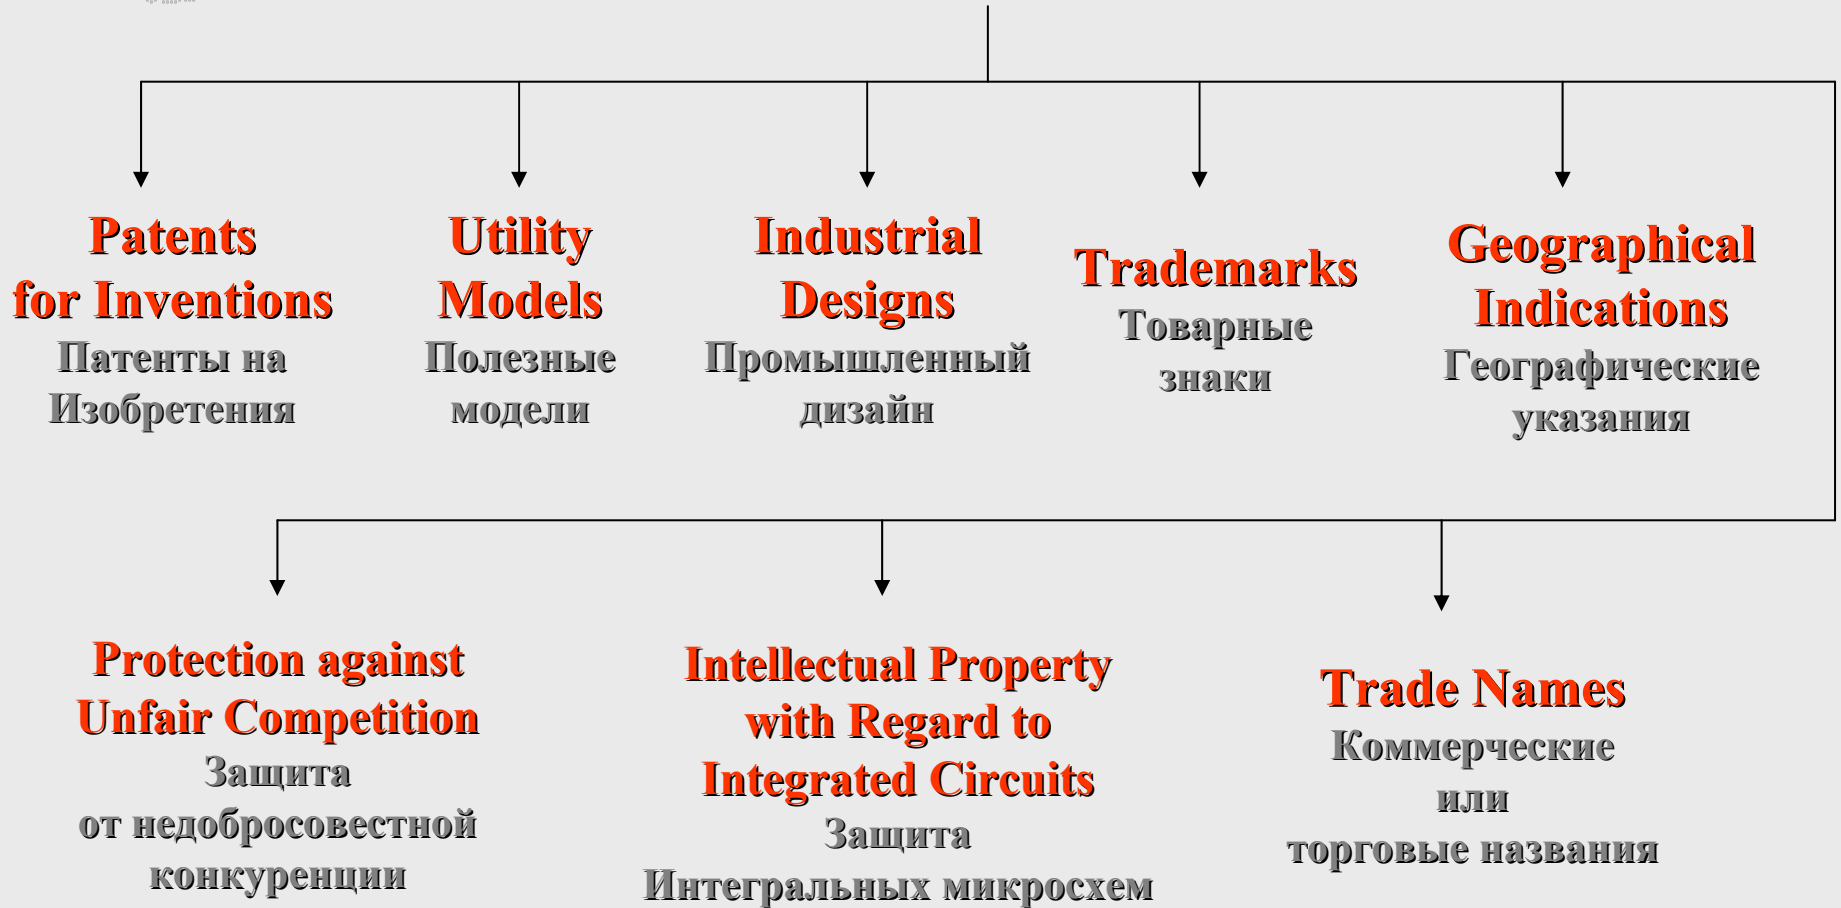 Patents
for Inventions
Патенты на
Изобретения
Utility
Models
Полезные
модели
Industrial
Designs
Промышленный
дизайн
Trademarks
Товарные
знаки
Geographical
Indications
Географические
указания
Protection against
Unfair Competition
Защита
от недобросовестной
конкуренции
Intellectual Property
with Regard to
Integrated Circuits
Защита
Интегральных микросхем
Trade Names
Коммерческие
или
торговые названия